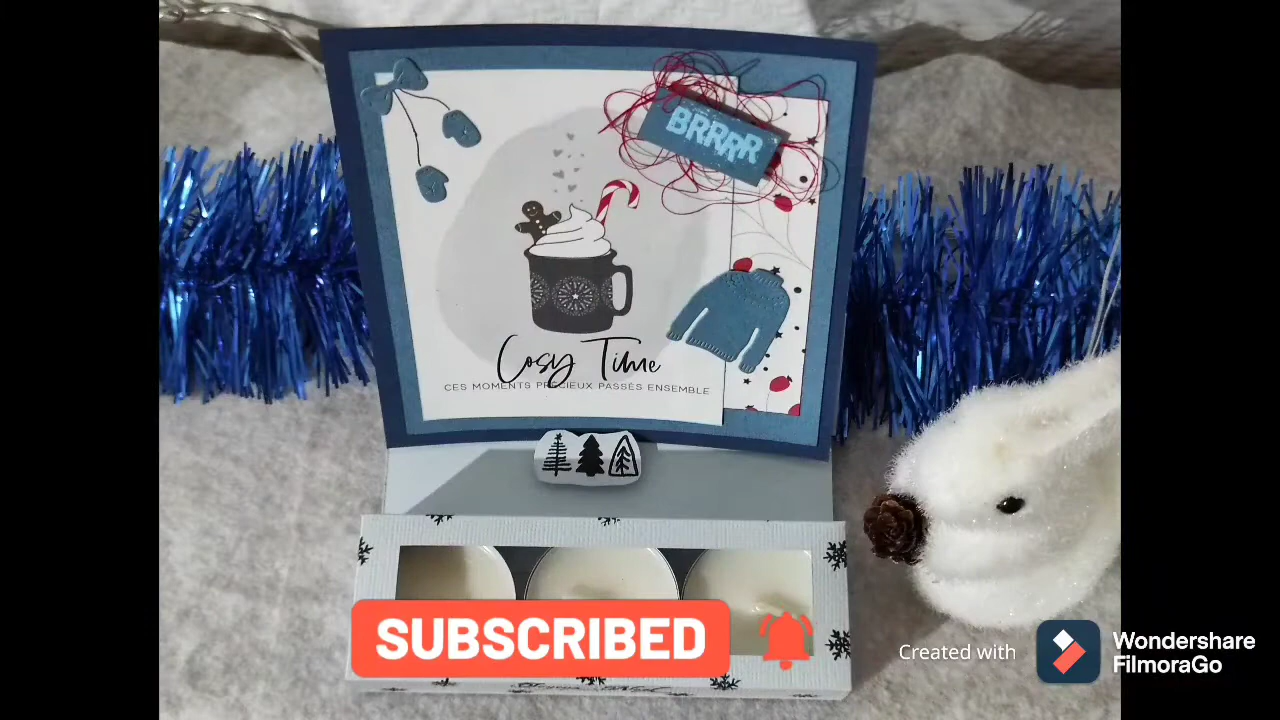 BRRRR
Cosy Time
CES MOMENTS PRÉCIEUX PASSÉS ENSEMBLE
SUBSCRIBED
Created with
Wondershare
FilmoraGo